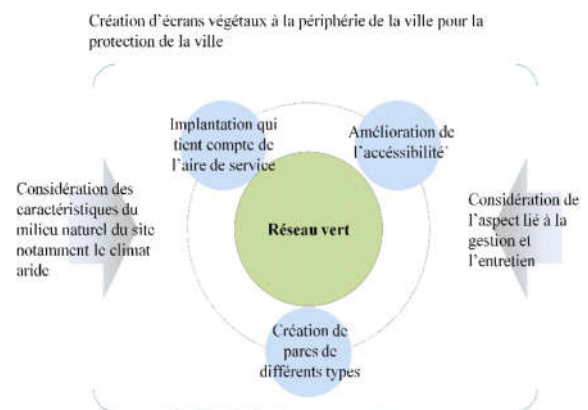 Création d'écrans végétaux à la périphérie de la ville pour la
protection de la ville
Implantation qui
tient compte de
l'aire de service
Amélioration de
l'accéssibilité'
Considération des
caractéristiques du
milieu naturel du site
notamment le climat
aride
Réseau vert
Considération de
l'aspect lié à la
gestion et
l'entretien
Création de
parcs de
différents types